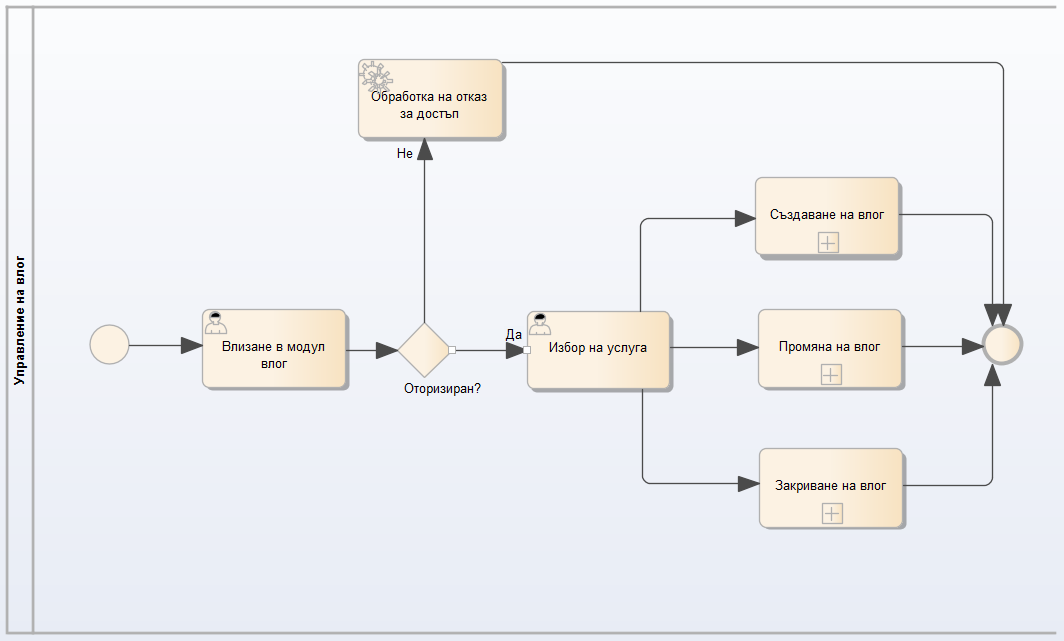 Управление на влог
Обработка на отказ
за достъп
Не
Създаване на влог
Влизане в модул
влог
Оторизиран?
Да
Избор на услуга
Промяна на влог
Закриване на влог